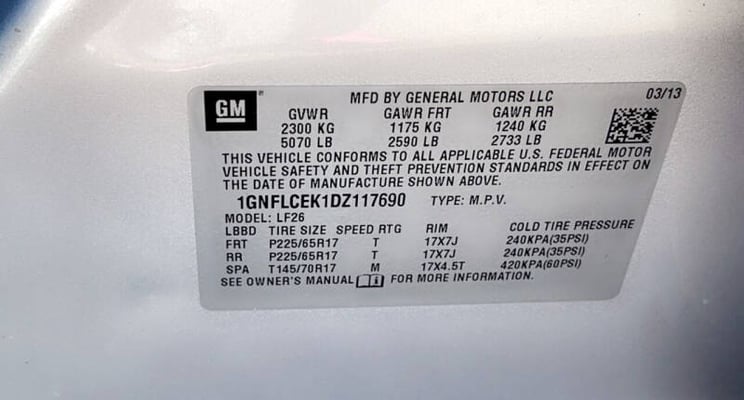 GM MFD BY GENERAL MOTORS LLC 03/13
GVWR GAWR FRT GAWR RR
2300 KG 1175 KG 1240 KG
5070 LB 2590 LB 2733 LB
THIS VEHICLE CONFORMS TO ALL APPLICABLE U.S. FEDERAL MOTOR
VEHICLE SAFETY AND THEFT PREVENTION STANDARDS IN EFFECT ON
THE DATE OF MANUFACTURE SHOWN ABOVE.
1GNFLCEK1DZ117690 TYPE: M.P.V.
MODEL: LF26
LBBD TIRE SIZE SPEED RTG RIM COLD TIRE PRESSURE
FRT P225/65R17 T 17X7J 240KPA(35PSI)
RR P225/65R17 T 17X7J 240KPA(35PSI)
SPA T145/70R17 M 17X4.5T 420KPA(60PSI)
SEE OWNER'S MANUAL FOR MORE INFORMATION.